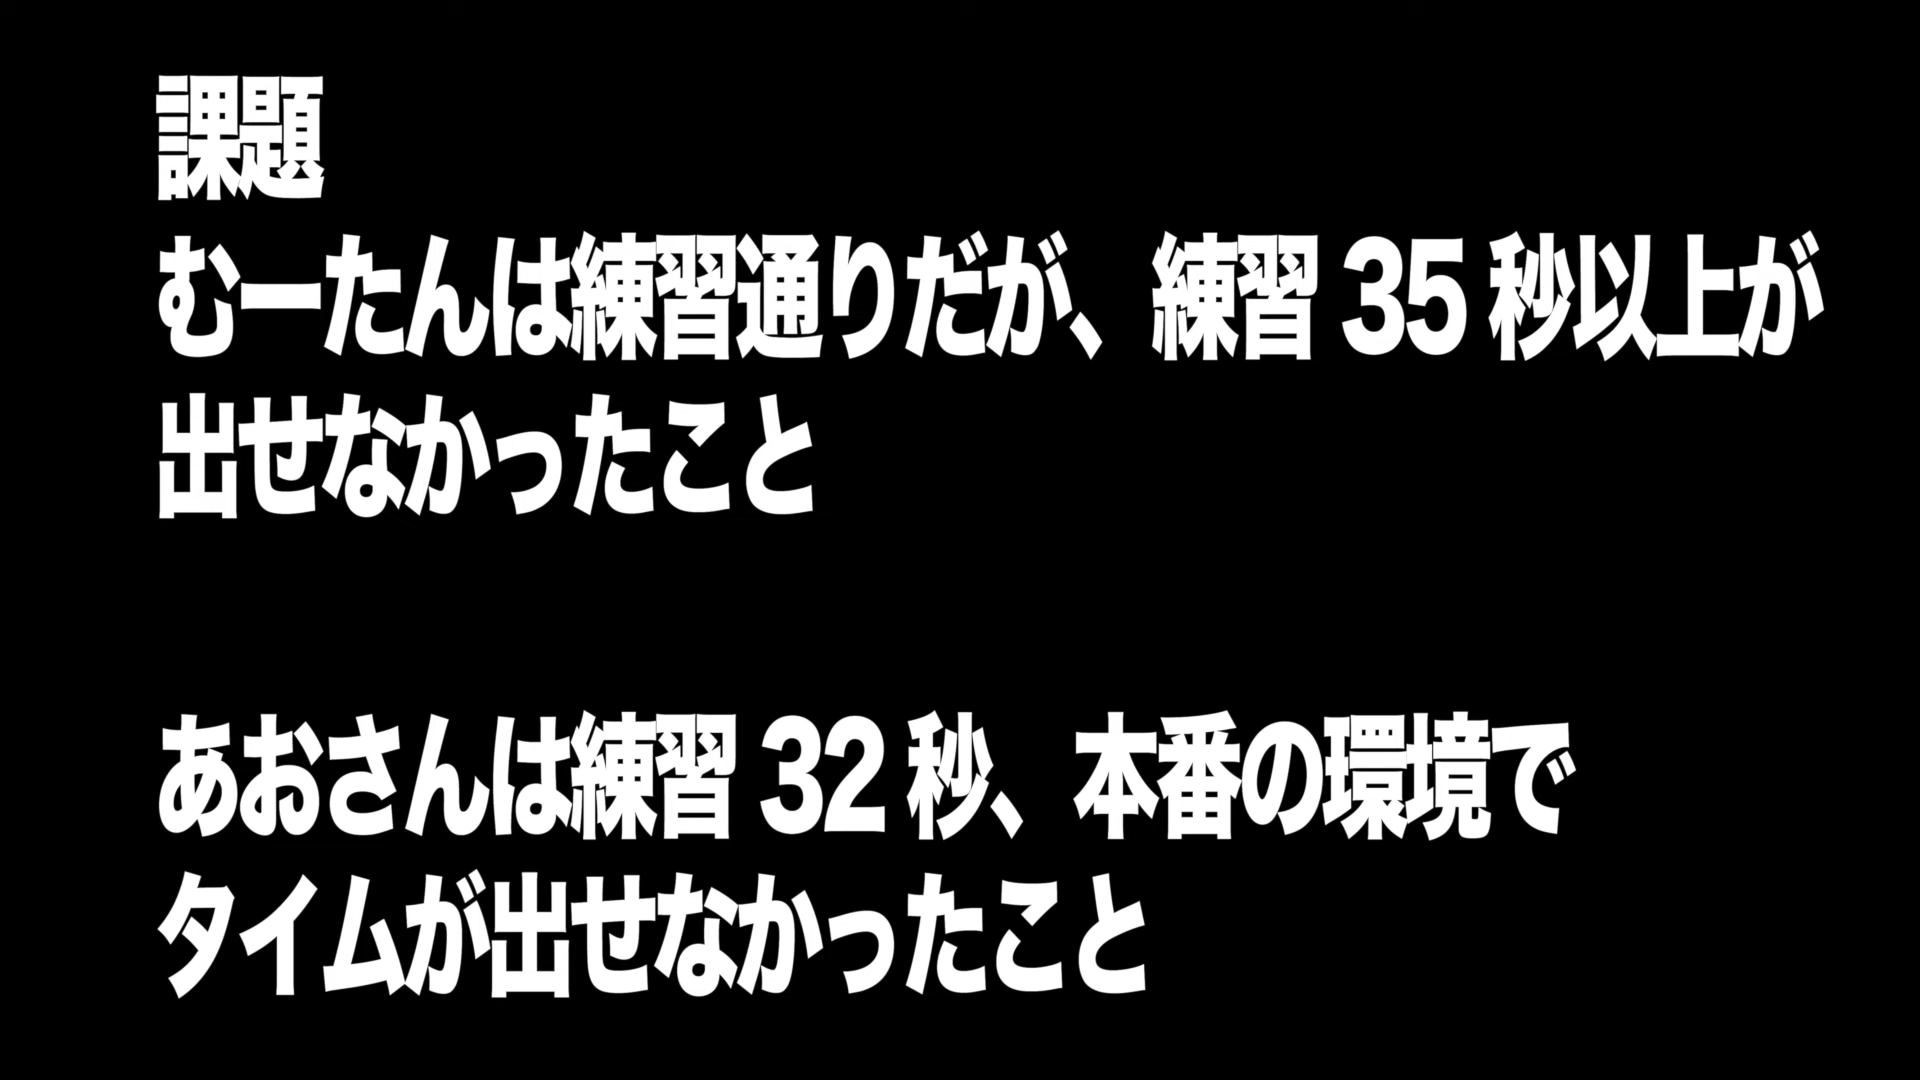 課題
むーたんは練習通りだが、練習 35 秒以上が
出せなかったこと
あおさんは練習 32 秒、本番の環境で
タイムが出せなかったこと